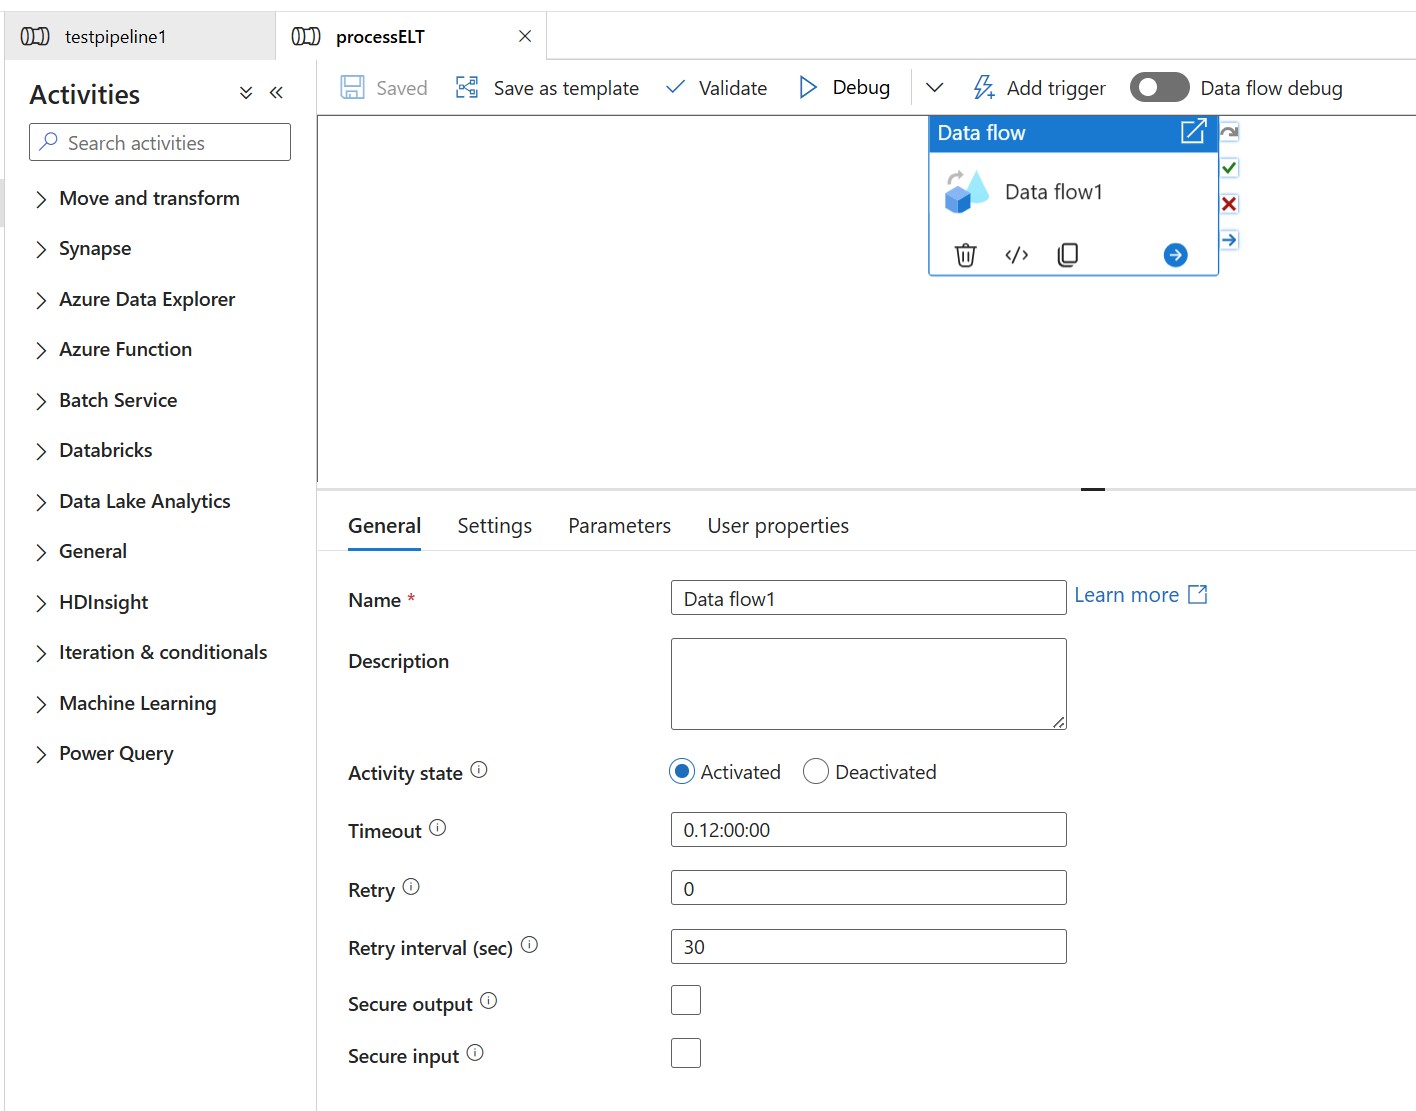 testpipeline1
processELT
Activities
Search activities
Move and transform
Synapse
Azure Data Explorer
Azure Function
Batch Service
Databricks
Data Lake Analytics
General
HDInsight
Iteration & conditionals
Machine Learning
Power Query
Saved
Save as template
Validate
Debug
Add trigger
Data flow debug
Data flow
Data flow1
General
Settings
Parameters
User properties
Name *
Data flow1
Learn more
Description
Activity state
Activated
Deactivated
Timeout
0.12:00:00
Retry
0
Retry interval (sec)
30
Secure output
Secure input